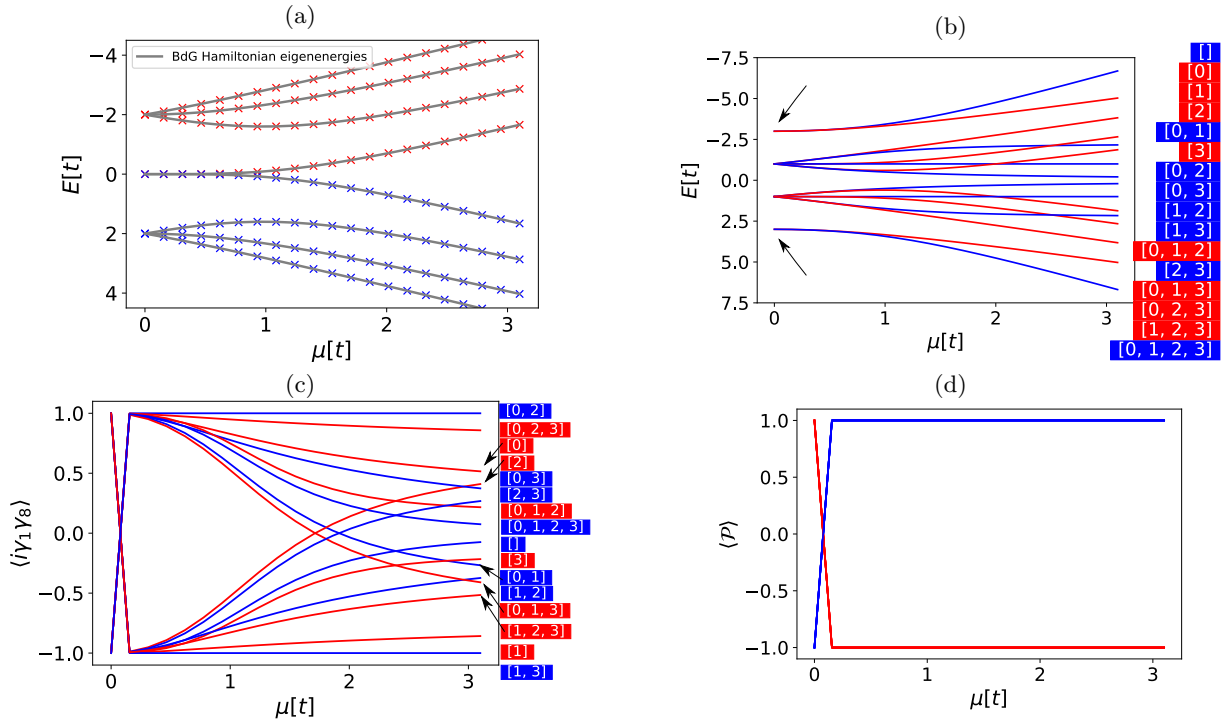 (a)
BdG Hamiltonian eigenenergies
−4
−2
0
2
4
E[t]
0
1
2
3
μ[t]
(b)
−7.5
−5.0
−2.5
0.0
2.5
5.0
7.5
E[t]
0
1
2
3
μ[t]
[]
[0]
[1]
[2]
[0, 1]
[3]
[0, 2]
[0, 3]
[1, 2]
[1, 3]
[0, 1, 2]
[2, 3]
[0, 1, 3]
[0, 2, 3]
[1, 2, 3]
[0, 1, 2, 3]
(c)
1.0
0.5
0.0
−0.5
−1.0
⟨iγ₁γ₈⟩
0
1
2
3
μ[t]
[0, 2]
[0, 2, 3]
[0]
[2]
[0, 3]
[2, 3]
[0, 1, 2]
[0, 1, 2, 3]
[]
[3]
[0, 1]
[1, 2]
[0, 1, 3]
[1, 2, 3]
[1]
[1, 3]
(d)
1.0
0.5
0.0
−0.5
−1.0
⟨𝒫⟩
0
1
2
3
μ[t]